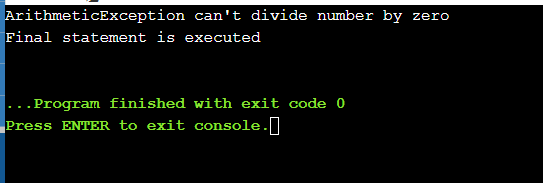 ArithmeticException can't divide number by zero
Final statement is executed
...Program finished with exit code 0
Press ENTER to exit console.